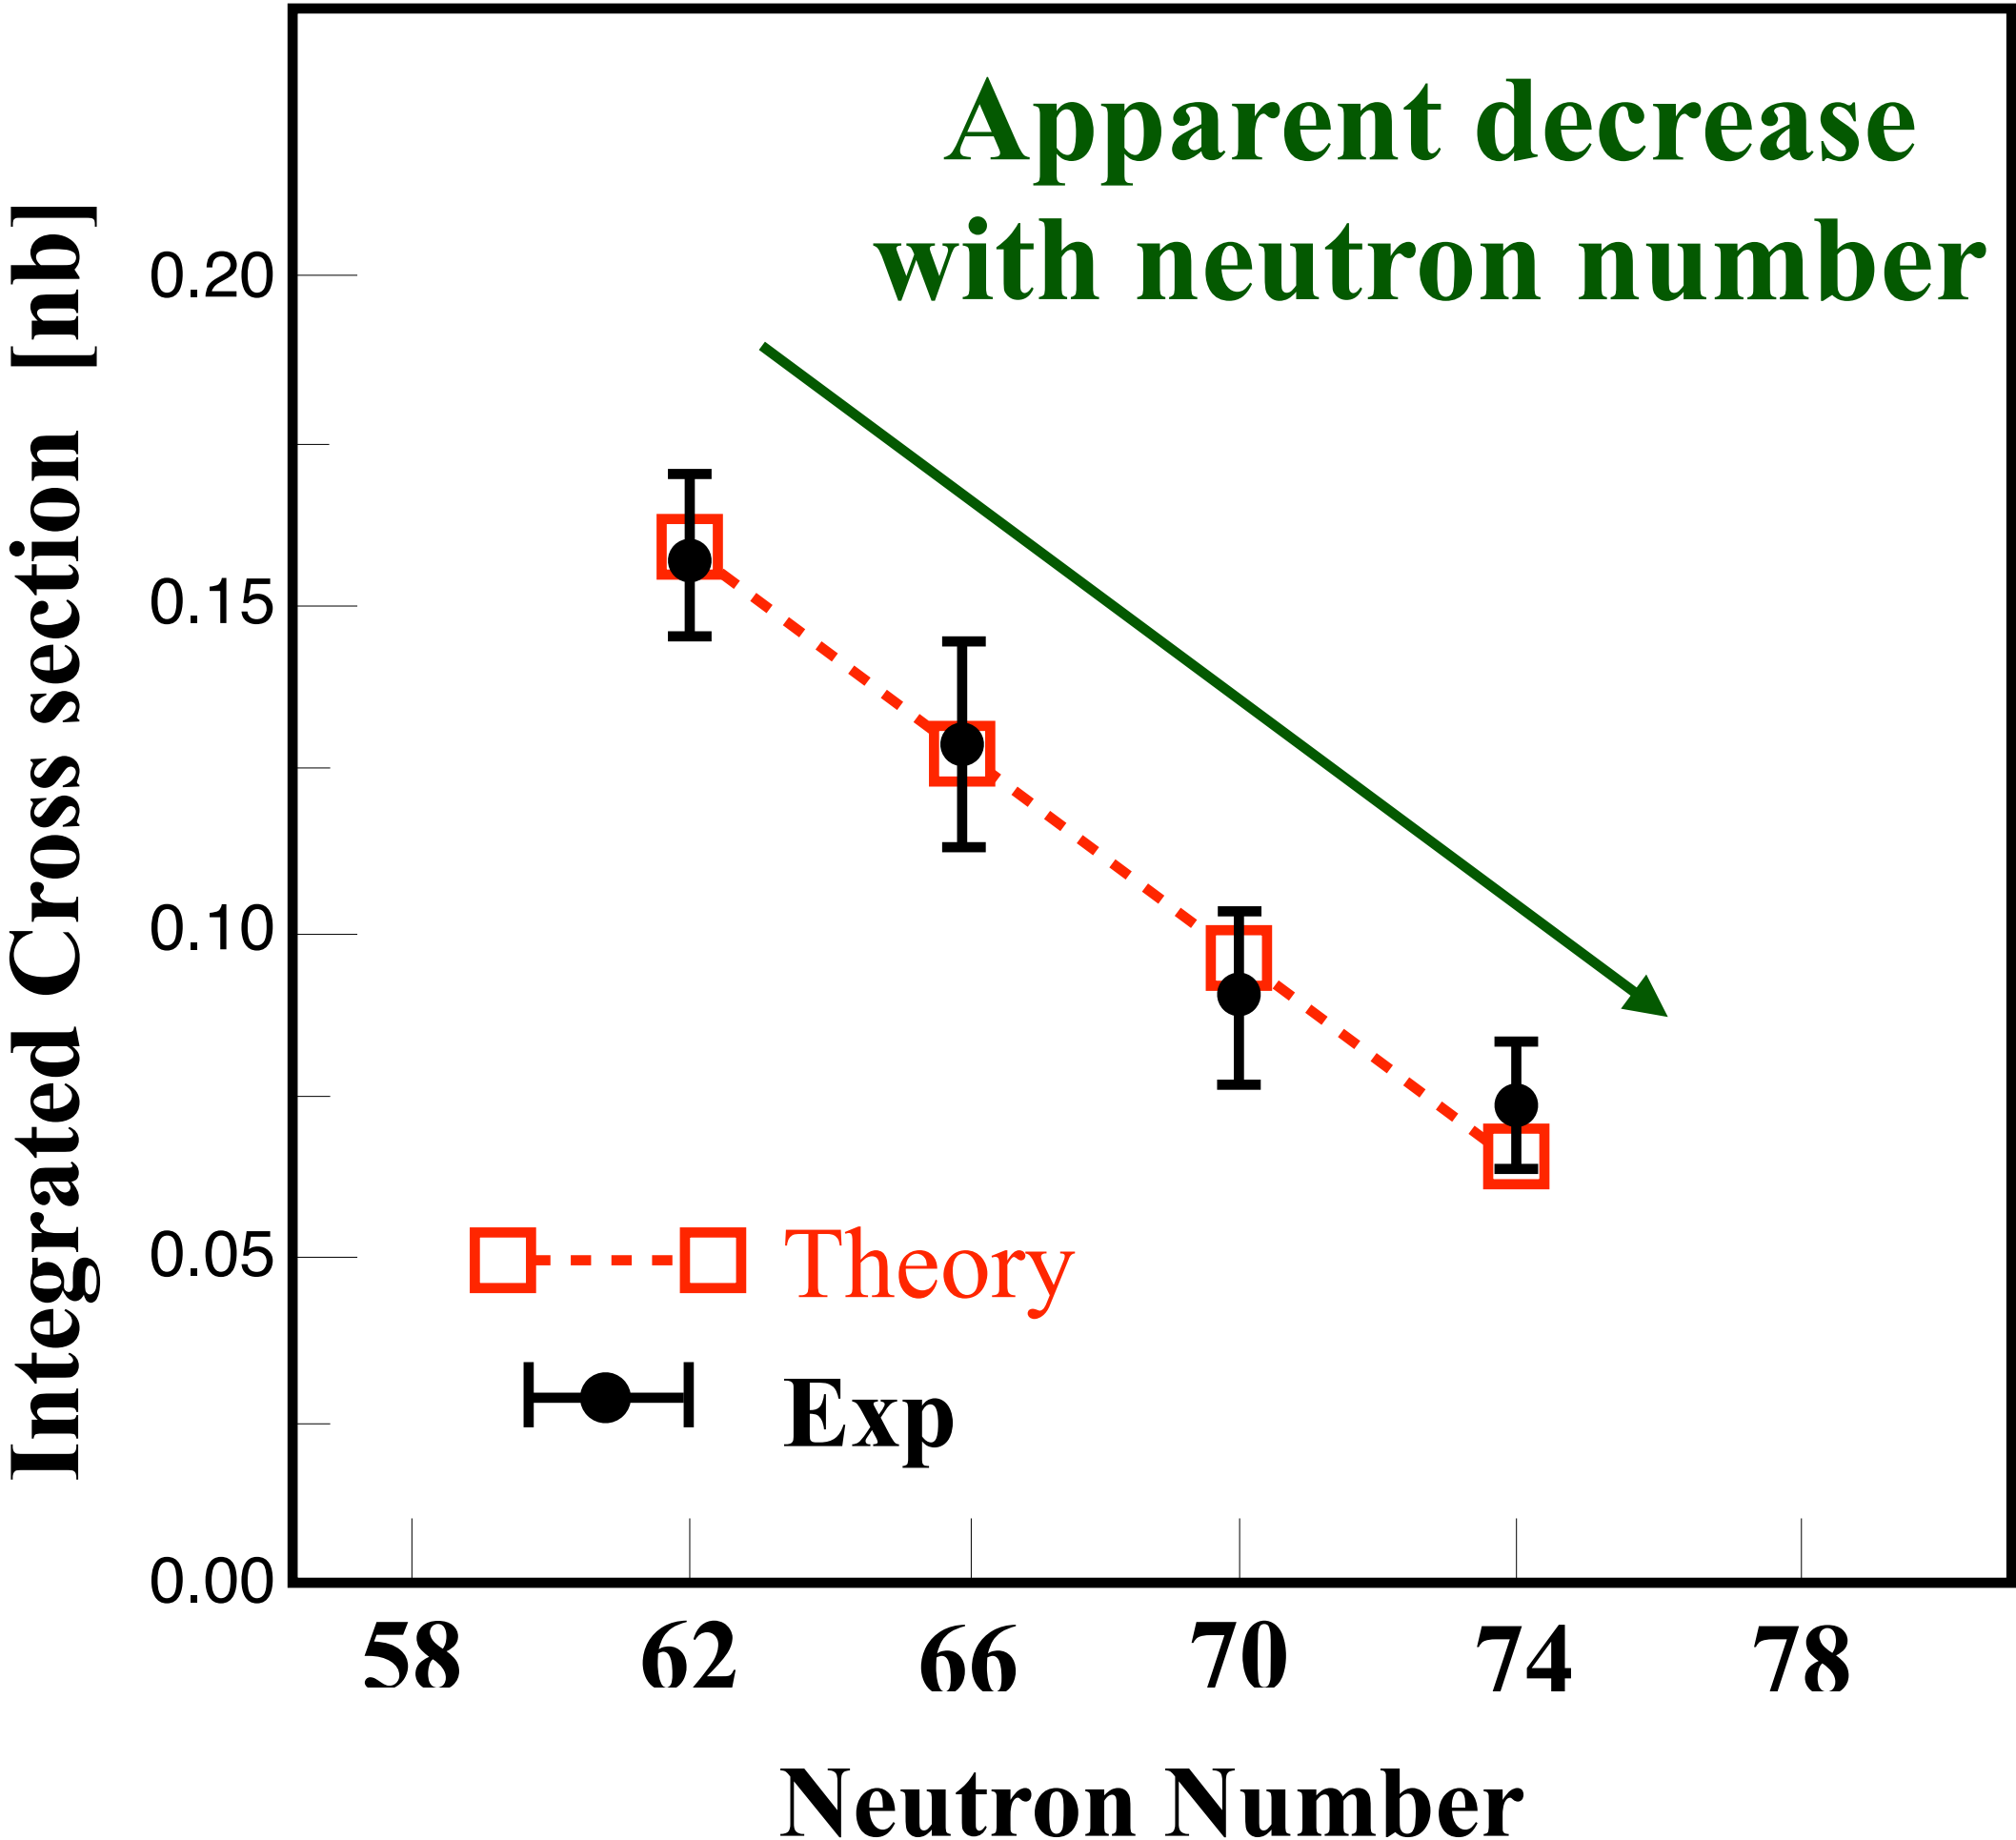 Apparent decrease
with neutron number
Integrated Cross section [nb]
0.20
0.15
0.10
0.05
0.00
Theory
Exp
58 62 66 70 74 78
Neutron Number